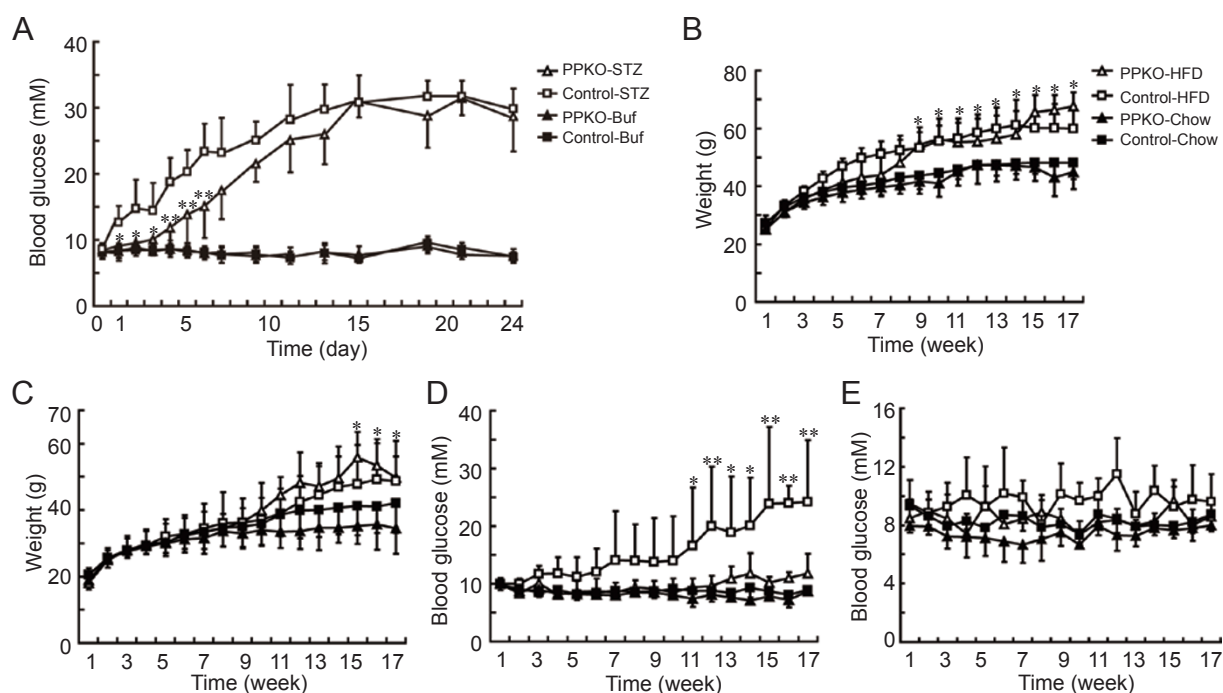 A
Blood glucose (mM)
40
30
20
10
0
0 1 5 10 15 20 24
Time (day)
PPKO-STZ
Control-STZ
PPKO-Buf
Control-Buf
* * * ** ** **
B
Weight (g)
80
60
40
20
0
1 3 5 7 9 11 13 15 17
Time (week)
PPKO-HFD
Control-HFD
PPKO-Chow
Control-Chow
* * * * * * * * *
C
Weight (g)
70
60
40
20
0
1 3 5 7 9 11 13 15 17
Time (week)
* * *
D
Blood glucose (mM)
40
30
20
10
0
1 3 5 7 9 11 13 15 17
Time (week)
* ** * * ** ** **
E
Blood glucose (mM)
16
12
8
4
0
1 3 5 7 9 11 13 15 17
Time (week)